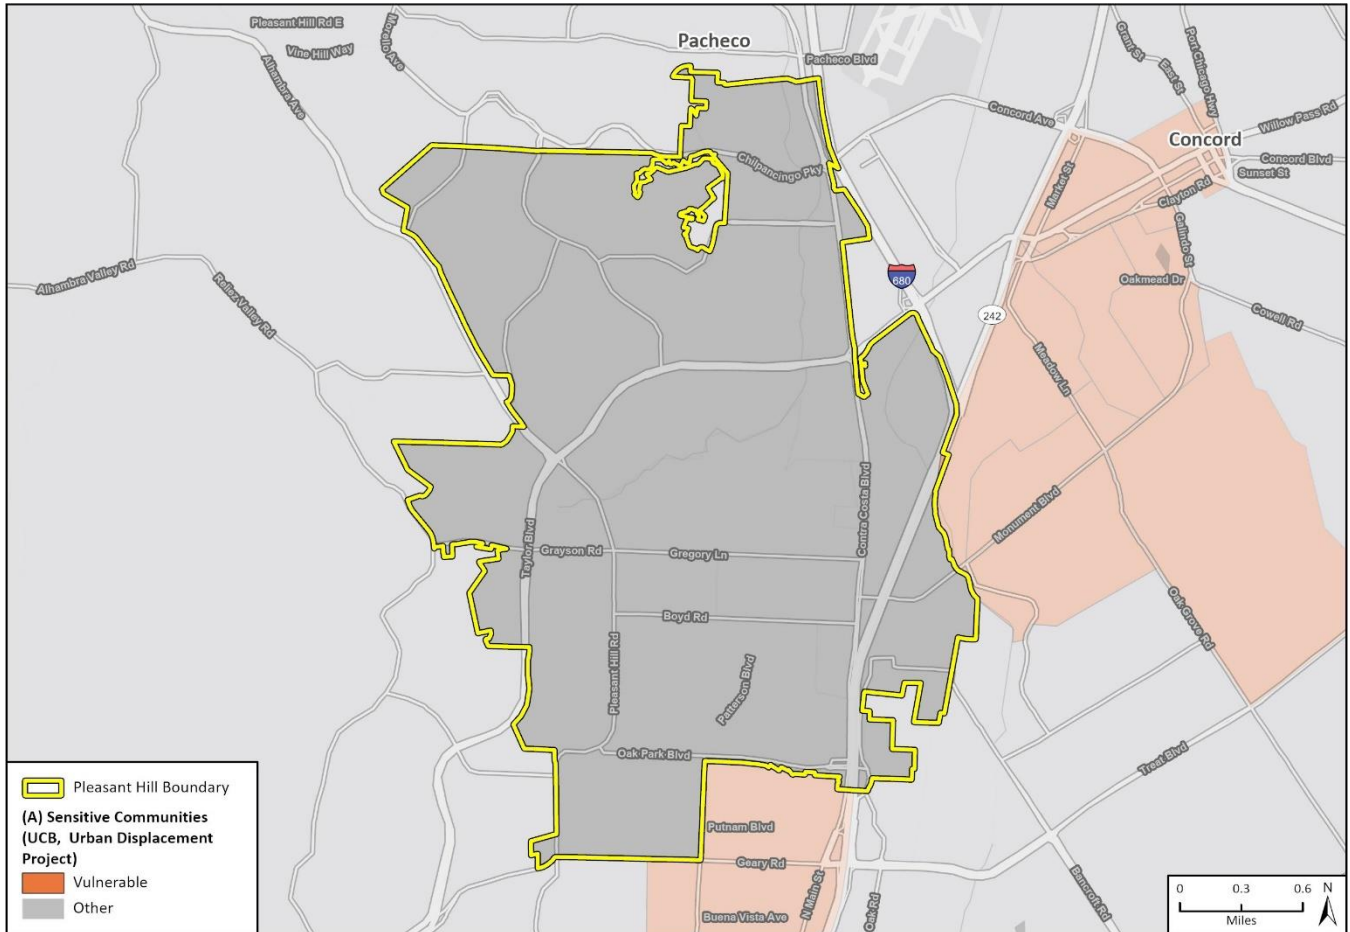 Pleasant Hill Rd E
Vine Hill Way
Morello Ave
Alhambra Ave
Pacheco
Pacheco Blvd
Grant St
East St
Port Chicago Hwy
Willow Pass Rd
Concord Ave
Concord
Concord Blvd
Sunset St
Market St
Clayton Rd
Galindo St
Chilpancingo Pky
Alhambra Valley Rd
Reliez Valley Rd
680
242
Oakmead Dr
Cowell Rd
Meadow Ln
Contra Costa Blvd
Monument Blvd
Taylor Blvd
Grayson Rd
Gregory Ln
Boyd Rd
Pleasant Hill Rd
Patterson Blvd
Oak Grove Rd
Oak Park Blvd
Treat Blvd
Putnam Blvd
Geary Rd
N Main St
Oak Rd
Buena Vista Ave
Bancroft Rd
Pleasant Hill Boundary
(A) Sensitive Communities
(UCB, Urban Displacement
Project)
Vulnerable
Other
0 0.3 0.6 N
Miles